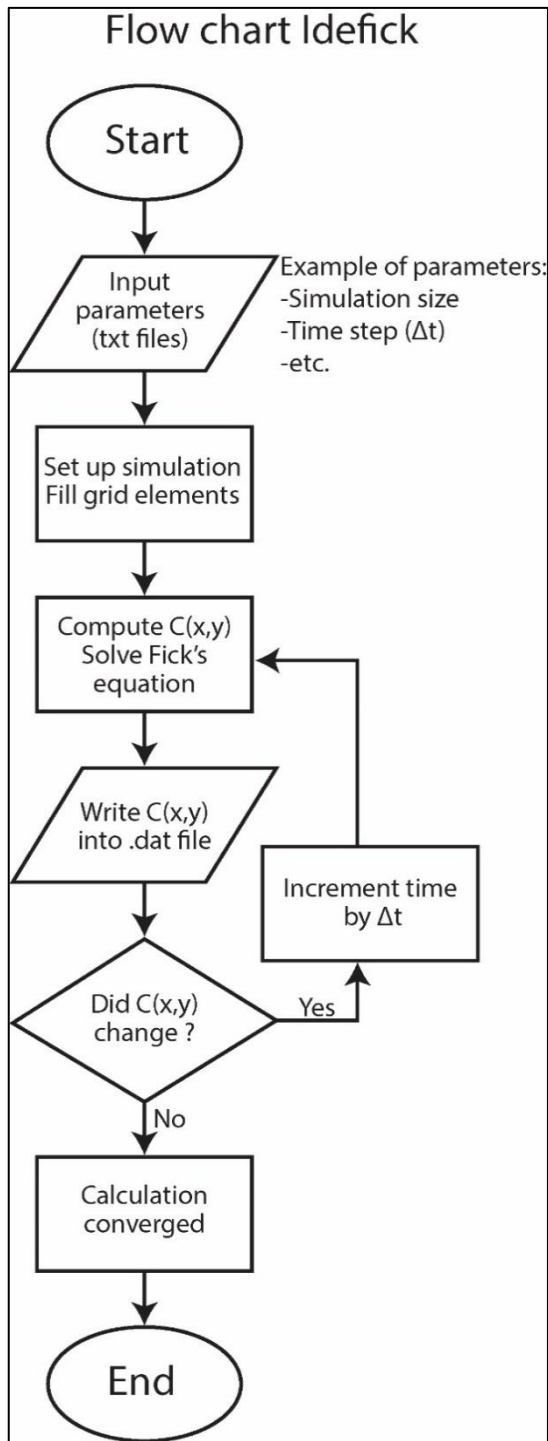 Flow chart Idefick
Start
Input
parameters
(txt files)
Example of parameters:
-Simulation size
-Time step (Δt)
-etc.
Set up simulation
Fill grid elements
Compute C(x,y)
Solve Fick's
equation
Write C(x,y)
into .dat file
Increment time
by Δt
Did C(x,y)
change ?
Yes
No
Calculation
converged
End